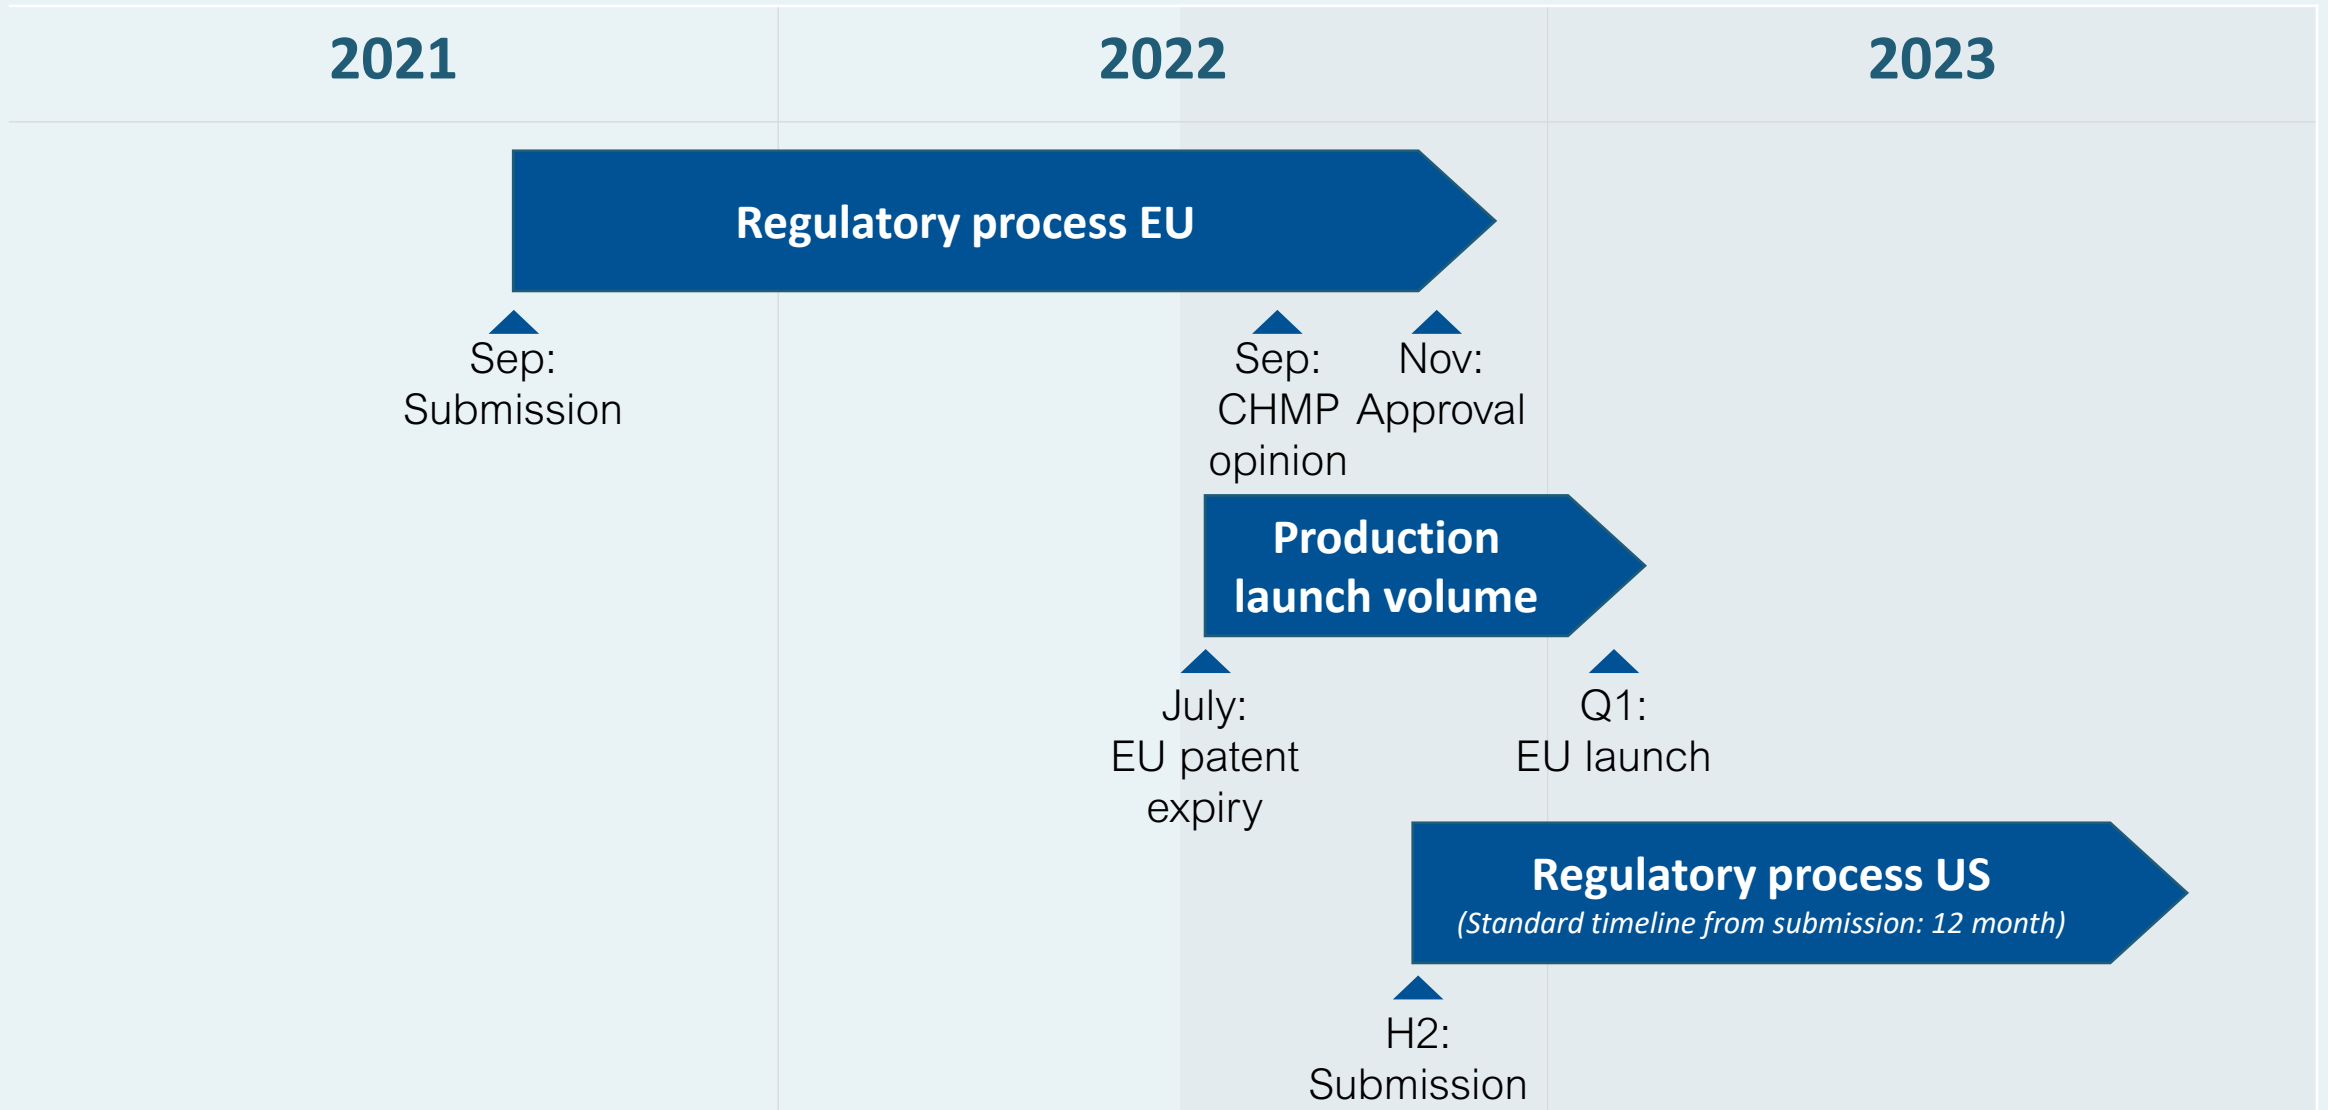 2021
2022
2023
Regulatory process EU
Sep:
Submission
Sep:
CHMP
opinion
Nov:
Approval
Production
launch volume
July:
EU patent
expiry
Q1:
EU launch
Regulatory process US
(Standard timeline from submission: 12 month)
H2:
Submission